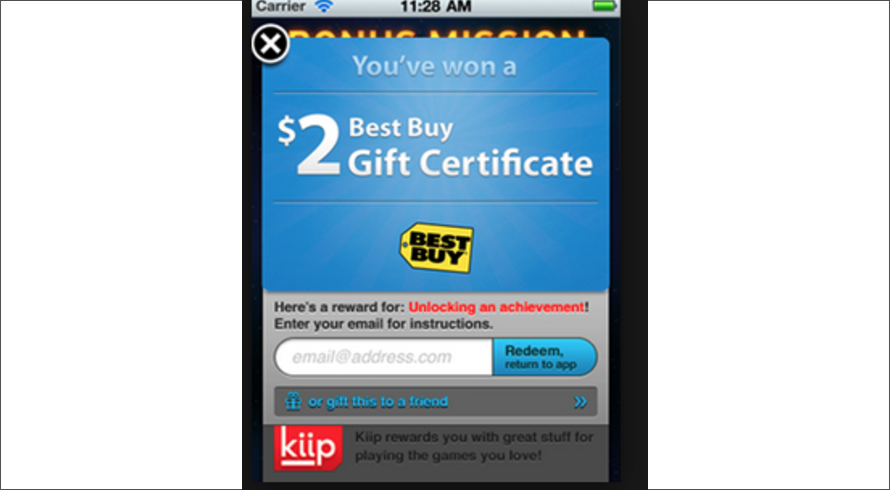 Carrier 11:28 AM
BONUS MISSION
You've won a
$2 Best Buy
Gift Certificate
BEST
BUY
Here's a reward for: Unlocking an achievement!
Enter your email for instructions.
email@address.com
Redeem,
return to app
or gift this to a friend »
kiip
Kiip rewards you with great stuff for
playing the games you love!